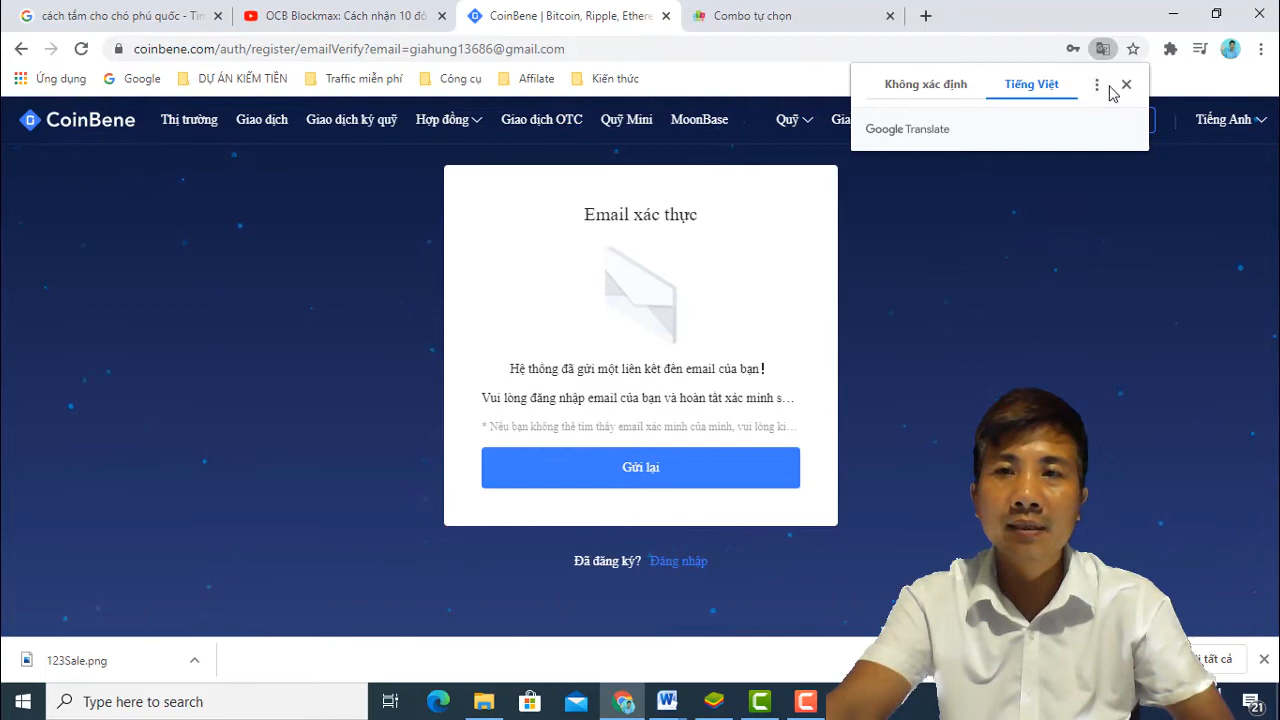 cách tắm cho chó phú quốc - Tìn
OCB Blockmax: Cách nhận 10 đô
CoinBene | Bitcoin, Ripple, Ethere
Combo tự chọn
coinbene.com/auth/register/emailVerify?email=giahung13686@gmail.com
Ứng dụng
Google
DỰ ÁN KIẾM TIỀN
Traffic miễn phí
Công cụ
Affilate
Kiến thức
Không xác định
Tiếng Việt
Google Translate
CoinBene
Thị trường
Giao dịch
Giao dịch ký quỹ
Hợp đồng
Giao dịch OTC
Quỹ Mini
MoonBase
Quỹ
Gia
Tiếng Anh
Email xác thực
Hệ thống đã gửi một liên kết đến email của bạn!
Vui lòng đăng nhập email của bạn và hoàn tất xác minh s...
* Nếu bạn không thể tìm thấy email xác minh của mình, vui lòng ki...
Gửi lại
Đã đăng ký? Đăng nhập
123Sale.png
ị tất cả
Type here to search
21